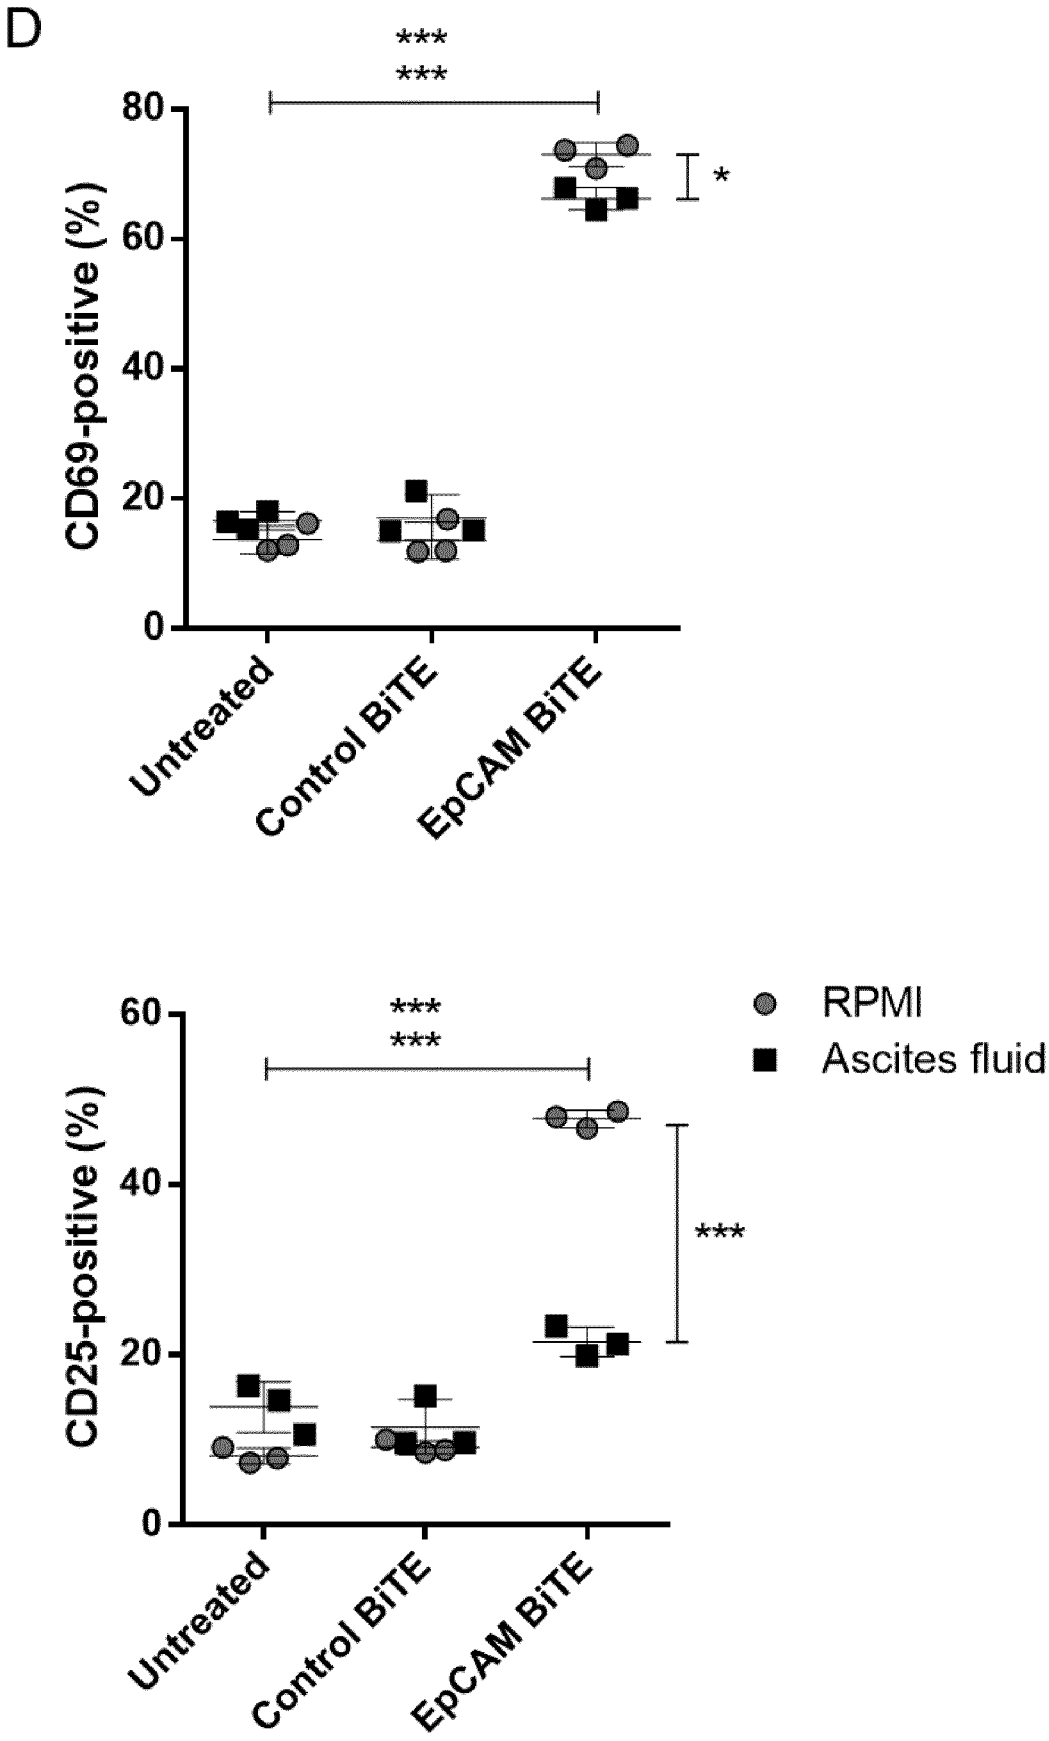 D
***
***
80
60
40
20
0
CD69-positive (%)
*
Untreated
Control BiTE
EpCAM BiTE
60
40
20
0
CD25-positive (%)
***
***
***
RPMI
Ascites fluid
Untreated
Control BiTE
EpCAM BiTE